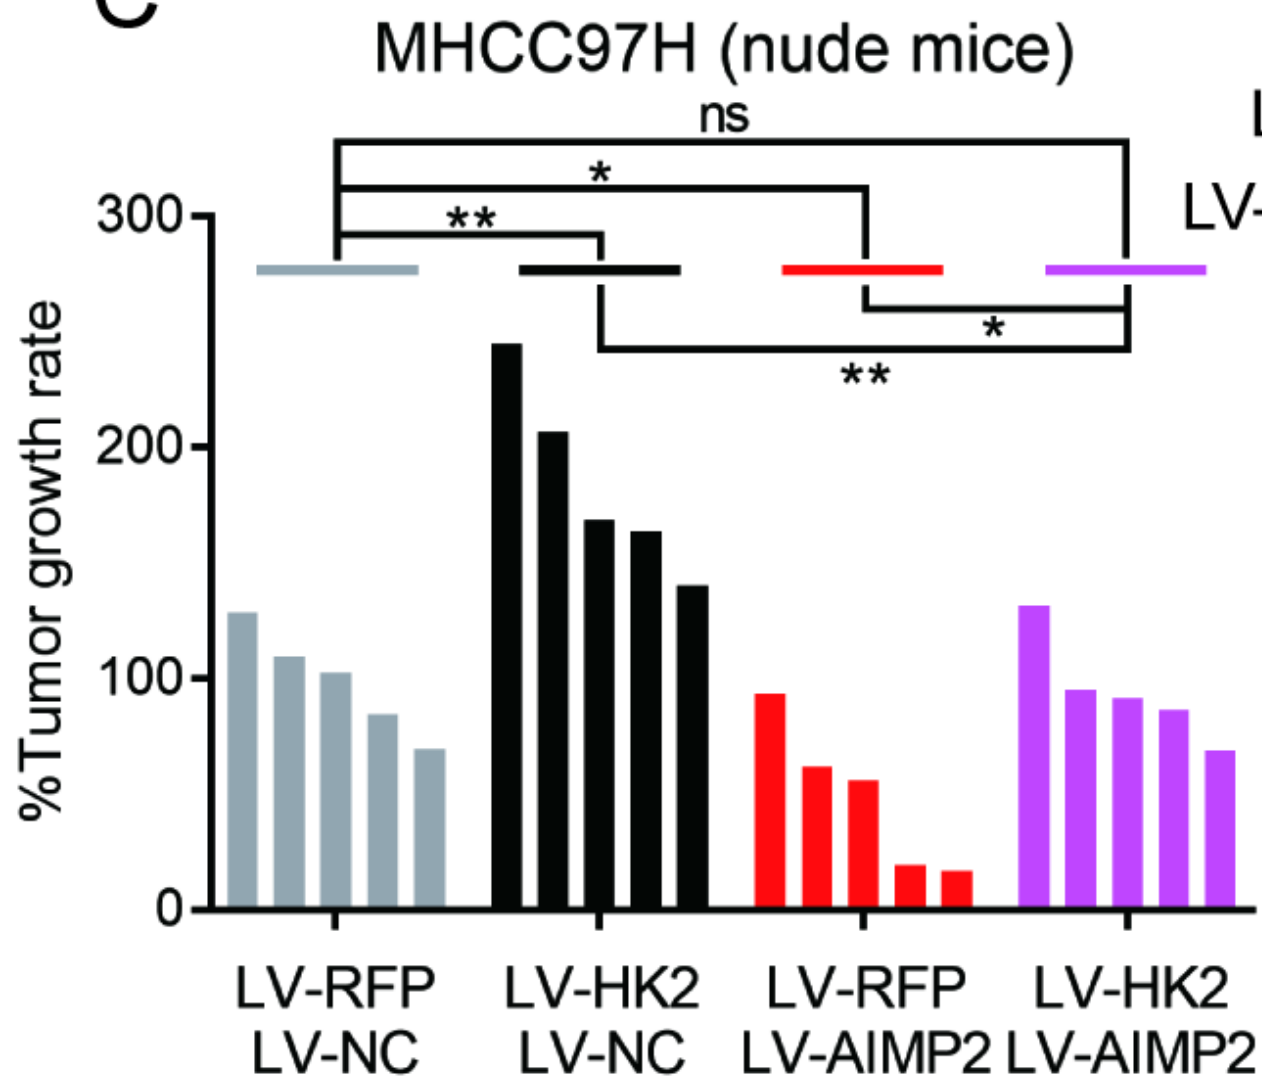 C
MHCC97H (nude mice)
ns
*
**
*
**
L
LV-
%Tumor growth rate
300
200
100
0
LV-RFP LV-HK2 LV-RFP LV-HK2
LV-NC LV-NC LV-AIMP2 LV-AIMP2